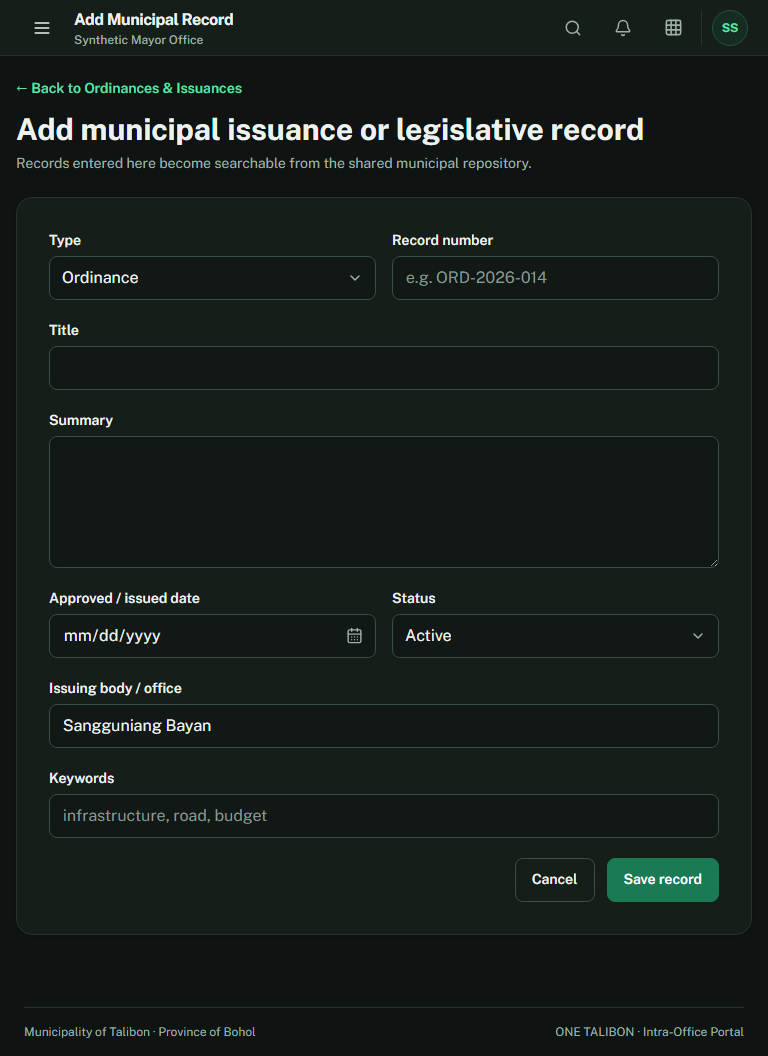 Add Municipal Record
Synthetic Mayor Office
SS
← Back to Ordinances & Issuances
Add municipal issuance or legislative record
Records entered here become searchable from the shared municipal repository.
Type
Record number
Ordinance
e.g. ORD-2026-014
Title
Summary
Approved / issued date
Status
mm/dd/yyyy
Active
Issuing body / office
Sangguniang Bayan
Keywords
infrastructure, road, budget
Cancel
Save record
Municipality of Talibon · Province of Bohol
ONE TALIBON · Intra-Office Portal